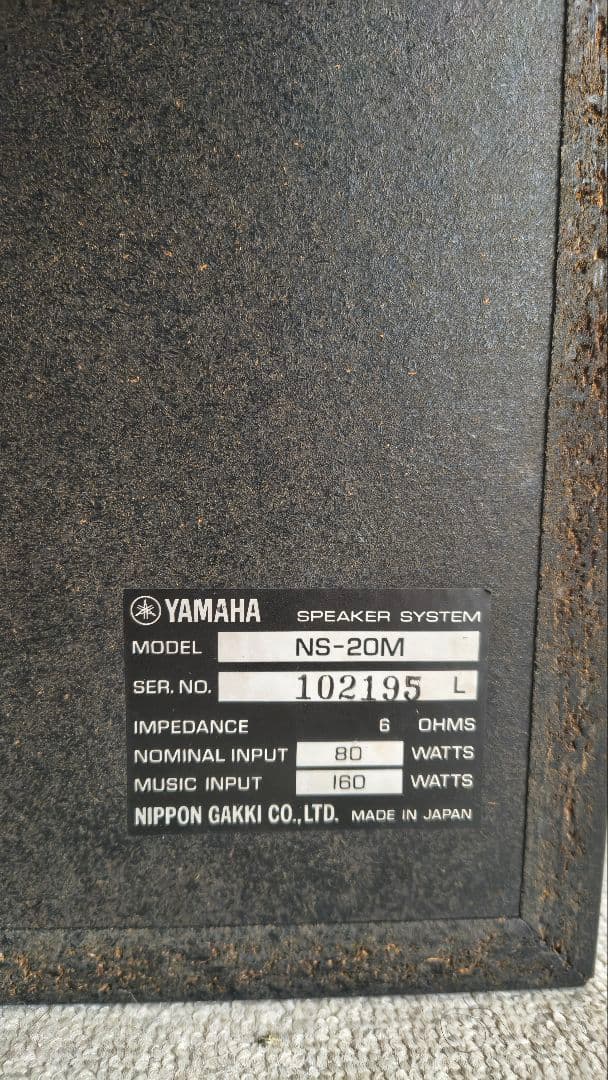 YAMAHA SPEAKER SYSTEM
MODEL NS-20M
SER. NO. 102195 L
IMPEDANCE 6 OHMS
NOMINAL INPUT 80 WATTS
MUSIC INPUT 160 WATTS
NIPPON GAKKI CO., LTD. MADE IN JAPAN